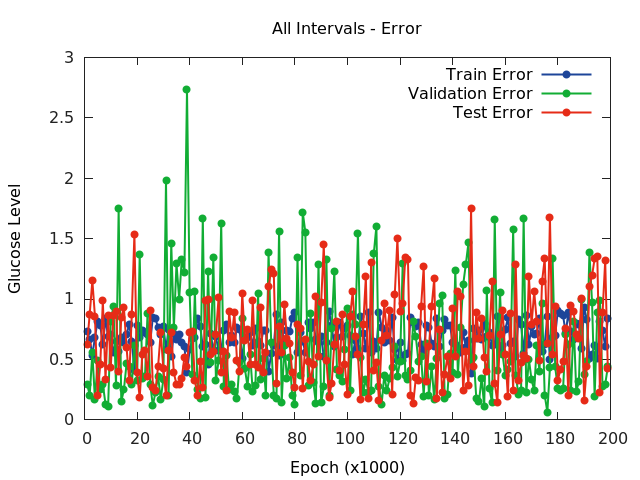 All Intervals - Error
Train Error
Validation Error
Test Error
3
2.5
2
1.5
1
0.5
0
Glucose Level
0 20 40 60 80 100 120 140 160 180 200
Epoch (x1000)